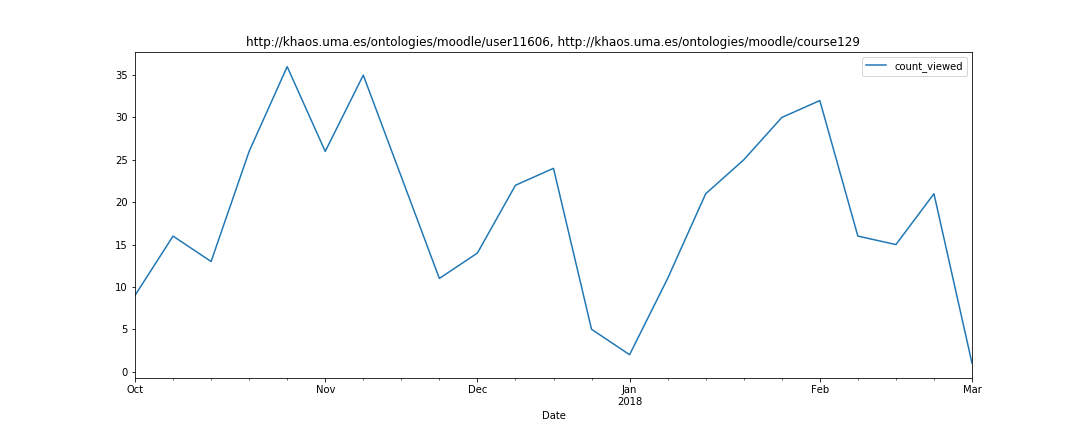 http://khaos.uma.es/ontologies/moodle/user11606, http://khaos.uma.es/ontologies/moodle/course129
count_viewed
35
30
25
20
15
10
5
0
Oct
Nov
Dec
Jan
2018
Feb
Mar
Date